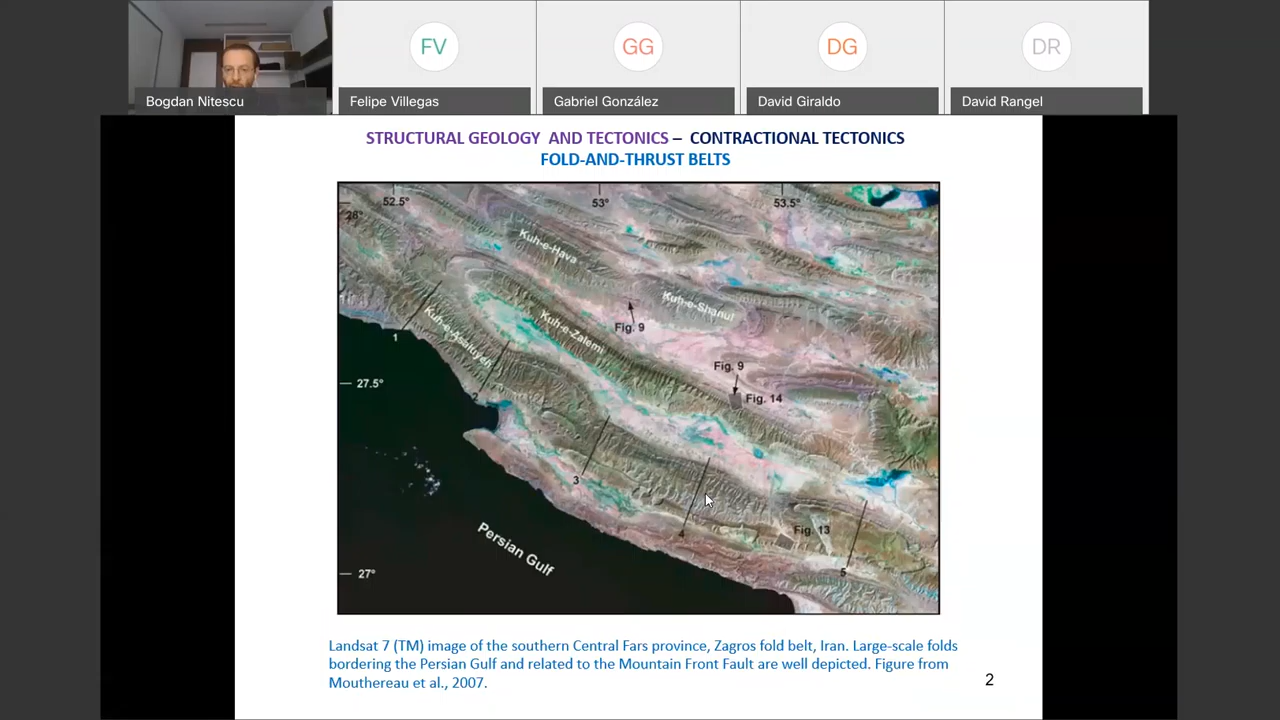 FV
GG
DG
DR
Bogdan Nitescu
Felipe Villegas
Gabriel González
David Giraldo
David Rangel
STRUCTURAL GEOLOGY AND TECTONICS – CONTRACTIONAL TECTONICS
FOLD-AND-THRUST BELTS
52.5°
53°
53.5°
28°
Kuh-e-Hava
Kuh-e-Shanul
Kuh-e-Asaluyeh
Kuh-e-Zalemi
Fig. 9
1
Fig. 9
27.5°
Fig. 14
2
3
4
Fig. 13
Persian Gulf
27°
5
Landsat 7 (TM) image of the southern Central Fars province, Zagros fold belt, Iran. Large-scale folds
bordering the Persian Gulf and related to the Mountain Front Fault are well depicted. Figure from
Mouthereau et al., 2007.
2